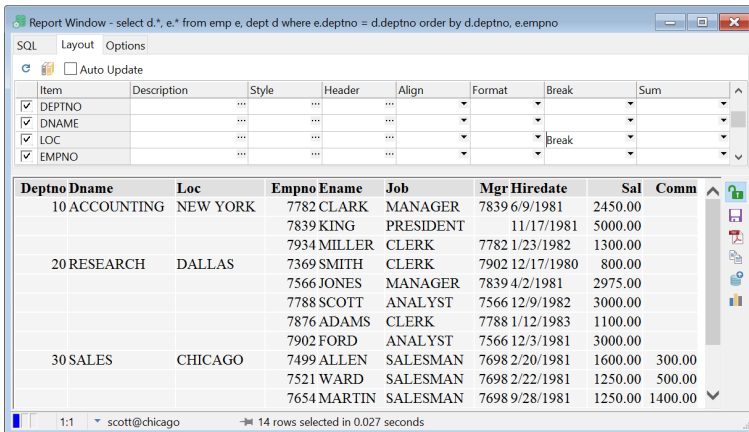 Report Window - select d.*, e.* from emp e, dept d where e.deptno = d.deptno order by d.deptno, e.empno
SQL Layout Options
Auto Update
Item Description Style Header Align Format Break Sum
DEPTNO ... ... ...
DNAME ... ... ...
LOC ... ... ... Break
EMPNO ... ... ...
Deptno Dname Loc Empno Ename Job Mgr Hiredate Sal Comm
10 ACCOUNTING NEW YORK 7782 CLARK MANAGER 7839 6/9/1981 2450.00
7839 KING PRESIDENT 11/17/1981 5000.00
7934 MILLER CLERK 7782 1/23/1982 1300.00
20 RESEARCH DALLAS 7369 SMITH CLERK 7902 12/17/1980 800.00
7566 JONES MANAGER 7839 4/2/1981 2975.00
7788 SCOTT ANALYST 7566 12/9/1982 3000.00
7876 ADAMS CLERK 7788 1/12/1983 1100.00
7902 FORD ANALYST 7566 12/3/1981 3000.00
30 SALES CHICAGO 7499 ALLEN SALESMAN 7698 2/20/1981 1600.00 300.00
7521 WARD SALESMAN 7698 2/22/1981 1250.00 500.00
7654 MARTIN SALESMAN 7698 9/28/1981 1250.00 1400.00
1:1 scott@chicago 14 rows selected in 0.027 seconds